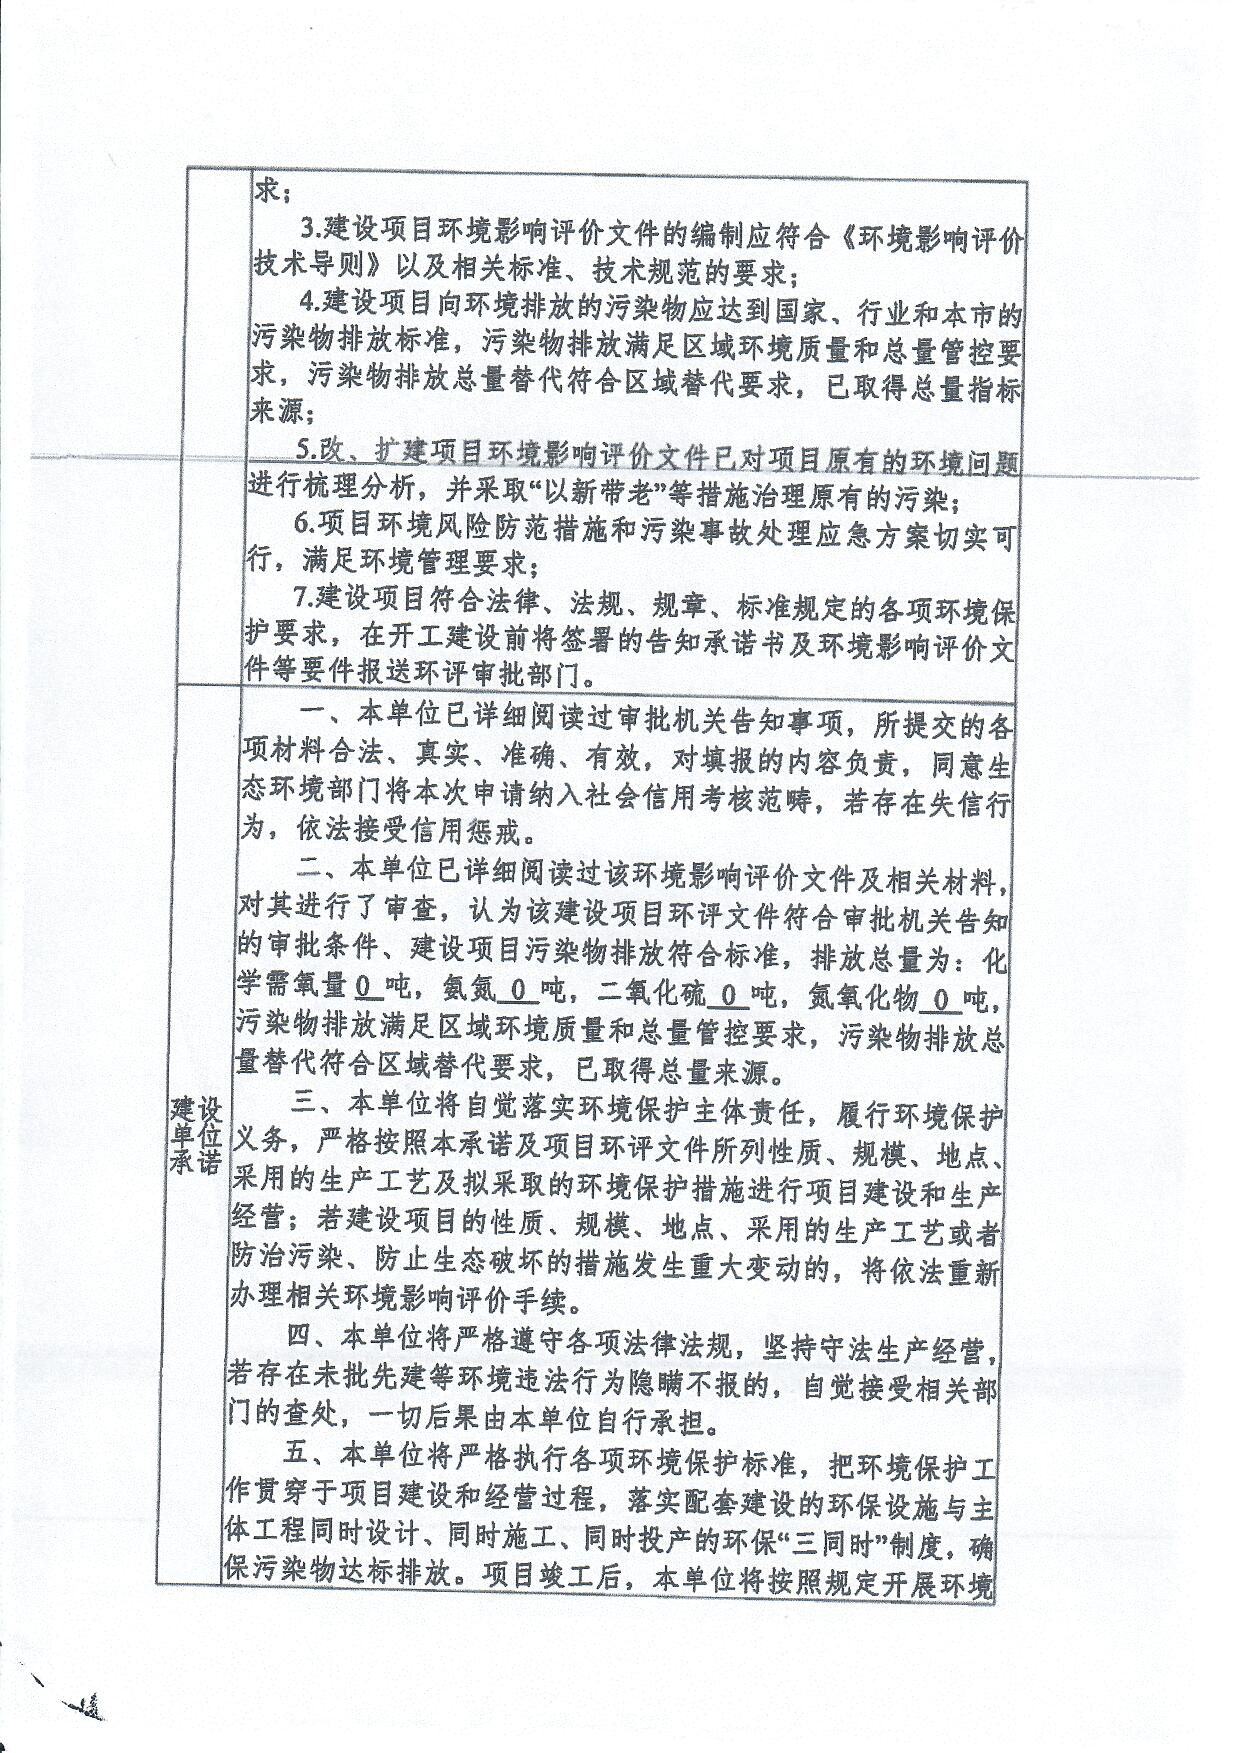 求；
3.建设项目环境影响评价文件的编制应符合《环境影响评价
技术导则》以及相关标准、技术规范的要求；
4.建设项目向环境排放的污染物应达到国家、行业和本市的
污染物排放标准，污染物排放满足区域环境质量和总量管控要
求，污染物排放总量替代符合区域替代要求，已取得总量指标
来源；
5.改、扩建项目环境影响评价文件已对项目原有的环境问题
进行梳理分析，并采取“以新带老”等措施治理原有的污染；
6.项目环境风险防范措施和污染事故处理应急方案切实可
行，满足环境管理要求；
7.建设项目符合法律、法规、规章、标准规定的各项环境保
护要求，在开工建设前将签署的告知承诺书及环境影响评价文
件等要件报送环评审批部门。
建设
单位
承诺
一、本单位已详细阅读过审批机关告知事项，所提交的各
项材料合法、真实、准确、有效，对填报的内容负责，同意生
态环境部门将本次申请纳入社会信用考核范畴，若存在失信行
为，依法接受信用惩戒。
二、本单位已详细阅读过该环境影响评价文件及相关材料，
对其进行了审查，认为该建设项目环评文件符合审批机关告知
的审批条件、建设项目污染物排放符合标准，排放总量为：化
学需氧量 0 吨，氨氮 0 吨，二氧化硫 0 吨，氮氧化物 0 吨，
污染物排放满足区域环境质量和总量管控要求，污染物排放总
量替代符合区域替代要求，已取得总量来源。
三、本单位将自觉落实环境保护主体责任，履行环境保护
义务，严格按照本承诺及项目环评文件所列性质、规模、地点、
采用的生产工艺及拟采取的环境保护措施进行项目建设和生产
经营；若建设项目的性质、规模、地点、采用的生产工艺或者
防治污染、防止生态破坏的措施发生重大变动的，将依法重新
办理相关环境影响评价手续。
四、本单位将严格遵守各项法律法规，坚持守法生产经营，
若存在未批先建等环境违法行为隐瞒不报的，自觉接受相关部
门的查处，一切后果由本单位自行承担。
五、本单位将严格执行各项环境保护标准，把环境保护工
作贯穿于项目建设和经营过程，落实配套建设的环保设施与主
体工程同时设计、同时施工、同时投产的环保“三同时”制度，确
保污染物达标排放。项目竣工后，本单位将按照规定开展环境